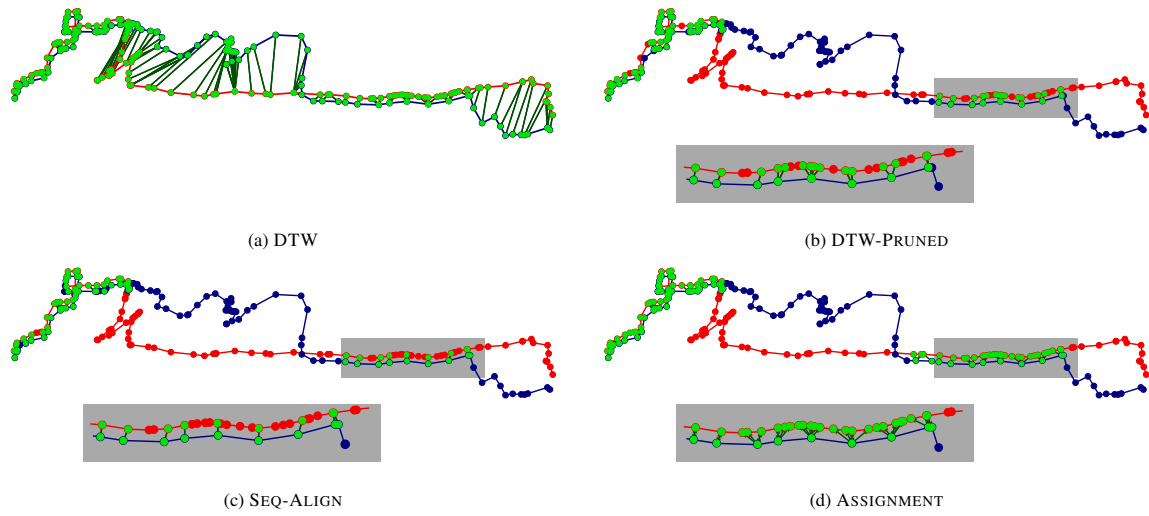 (a) DTW
(b) DTW-PRUNED
(c) SEQ-ALIGN
(d) ASSIGNMENT